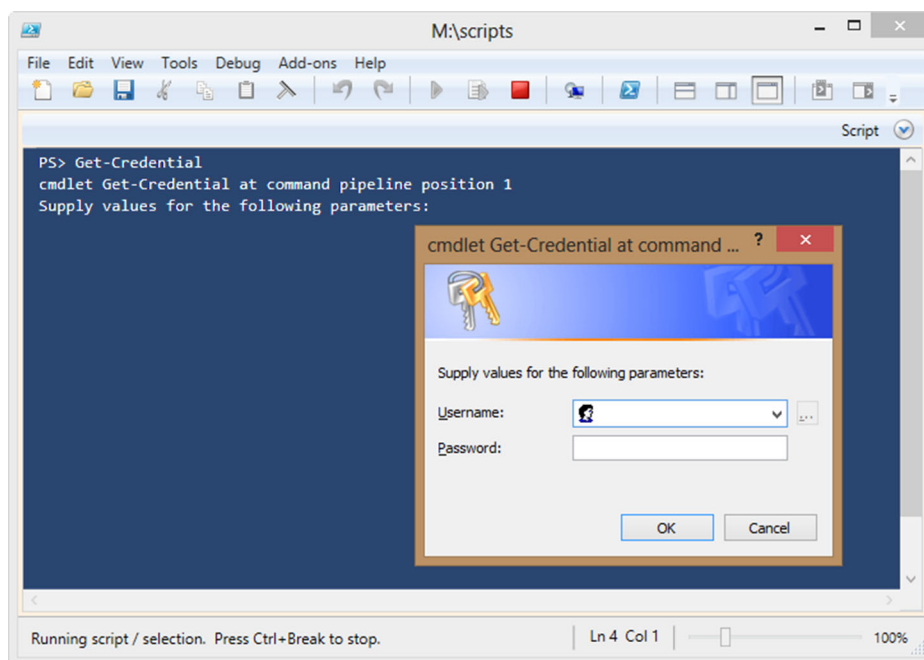 M:\scripts
File Edit View Tools Debug Add-ons Help
Script
PS> Get-Credential
cmdlet Get-Credential at command pipeline position 1
Supply values for the following parameters:
cmdlet Get-Credential at command ... ?
Supply values for the following parameters:
Username:
...
Password:
OK Cancel
Running script / selection. Press Ctrl+Break to stop. Ln 4 Col 1 100%